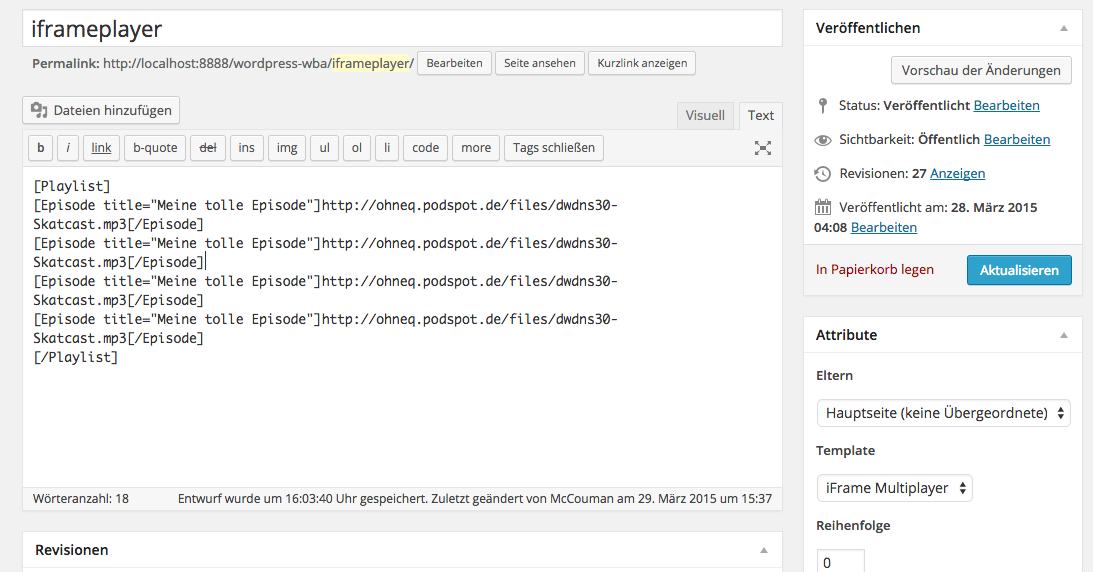 iframeplayer
Permalink: http://localhost:8888/wordpress-wba/iframeplayer/ Bearbeiten Seite ansehen Kurzlink anzeigen
Dateien hinzufügen
Visuell Text
b i link b-quote del ins img ul ol li code more Tags schließen
[Playlist]
[Episode title="Meine tolle Episode"]http://ohneq.podspot.de/files/dwdns30-
Skatcast.mp3[/Episode]
[Episode title="Meine tolle Episode"]http://ohneq.podspot.de/files/dwdns30-
Skatcast.mp3[/Episode]
[Episode title="Meine tolle Episode"]http://ohneq.podspot.de/files/dwdns30-
Skatcast.mp3[/Episode]
[Episode title="Meine tolle Episode"]http://ohneq.podspot.de/files/dwdns30-
Skatcast.mp3[/Episode]
[/Playlist]
Wörteranzahl: 18 Entwurf wurde um 16:03:40 Uhr gespeichert. Zuletzt geändert von McCouman am 29. März 2015 um 15:37
Revisionen
Veröffentlichen
Vorschau der Änderungen
Status: Veröffentlicht Bearbeiten
Sichtbarkeit: Öffentlich Bearbeiten
Revisionen: 27 Anzeigen
Veröffentlicht am: 28. März 2015
04:08 Bearbeiten
In Papierkorb legen Aktualisieren
Attribute
Eltern
Hauptseite (keine Übergeordnete)
Template
iFrame Multiplayer
Reihenfolge
0